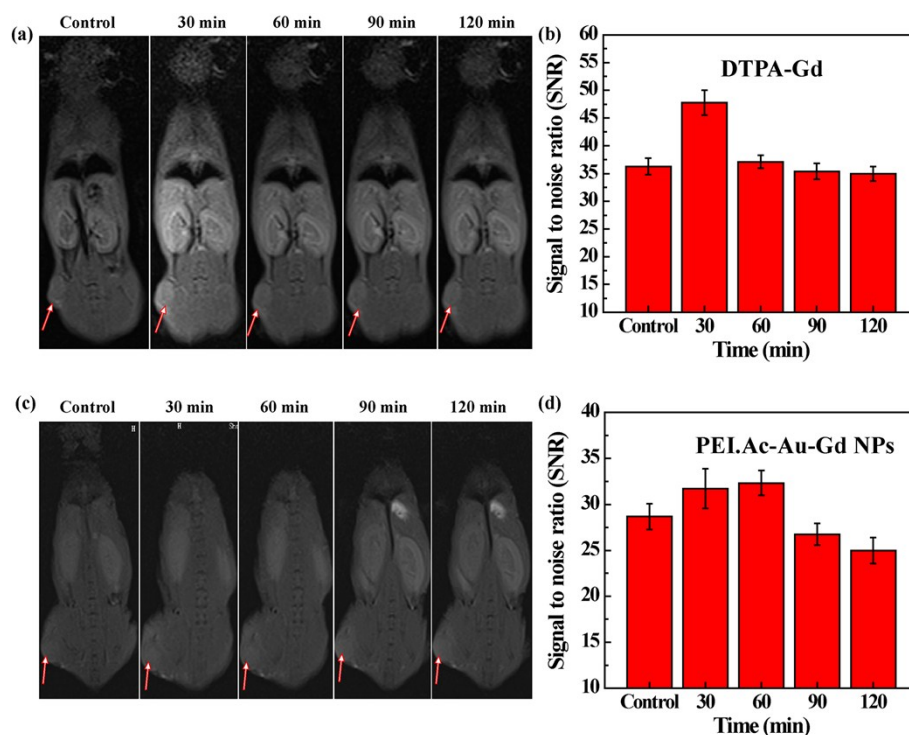 (a)
Control 30 min 60 min 90 min 120 min
(b)
DTPA-Gd
Signal to noise ratio (SNR)
60
55
50
45
40
35
30
25
20
15
10
Control 30 60 90 120
Time (min)
(c)
Control 30 min 60 min 90 min 120 min
H H
(d)
PEI.Ac-Au-Gd NPs
Signal to noise ratio (SNR)
40
35
30
25
20
15
10
Control 30 60 90 120
Time (min)